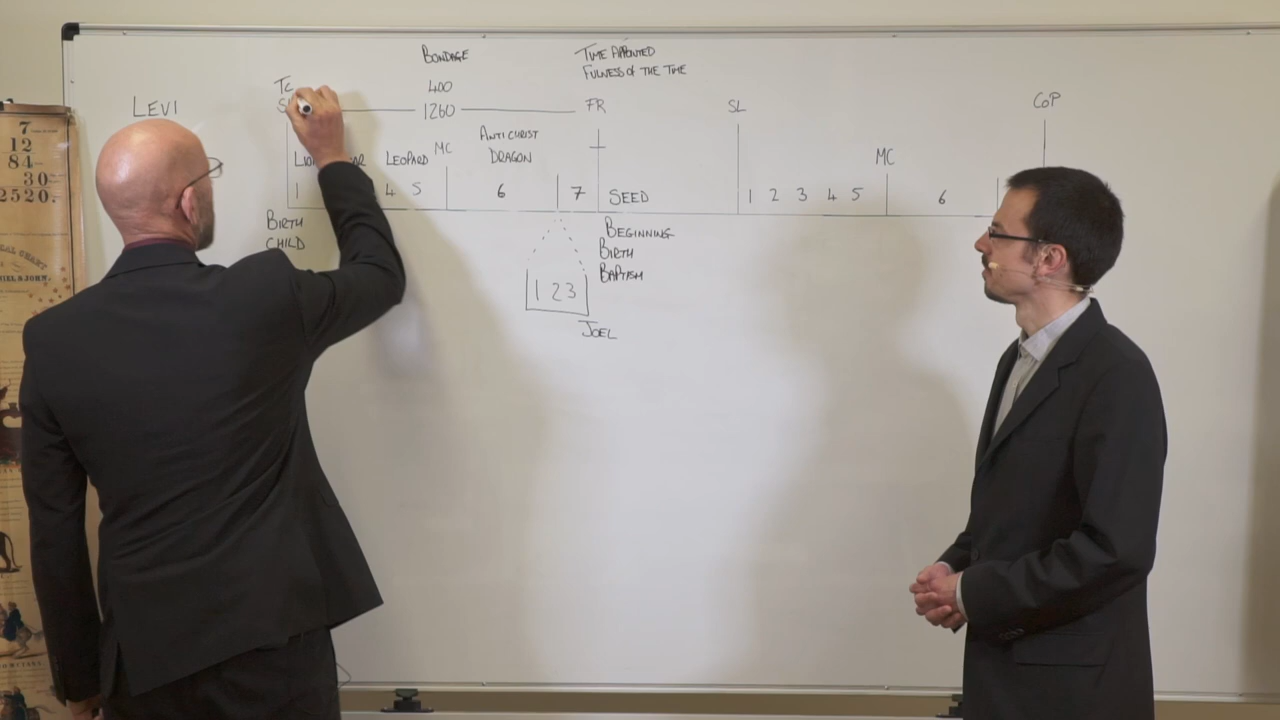 BONDAGE
TIME APPOINTED
FULNESS OF THE TIME
TC
400
LEVI
1260
FR
SL
COP
ANTI CHRIST
DRAGON
LEOPARD
MC
MC
1
4 5
6
7
SEED
1 2 3 4 5
6
BIRTH
CHILD
BEGINNING
BIRTH
BAPTISM
1 2 3
JOEL
7
12
84
30
2520